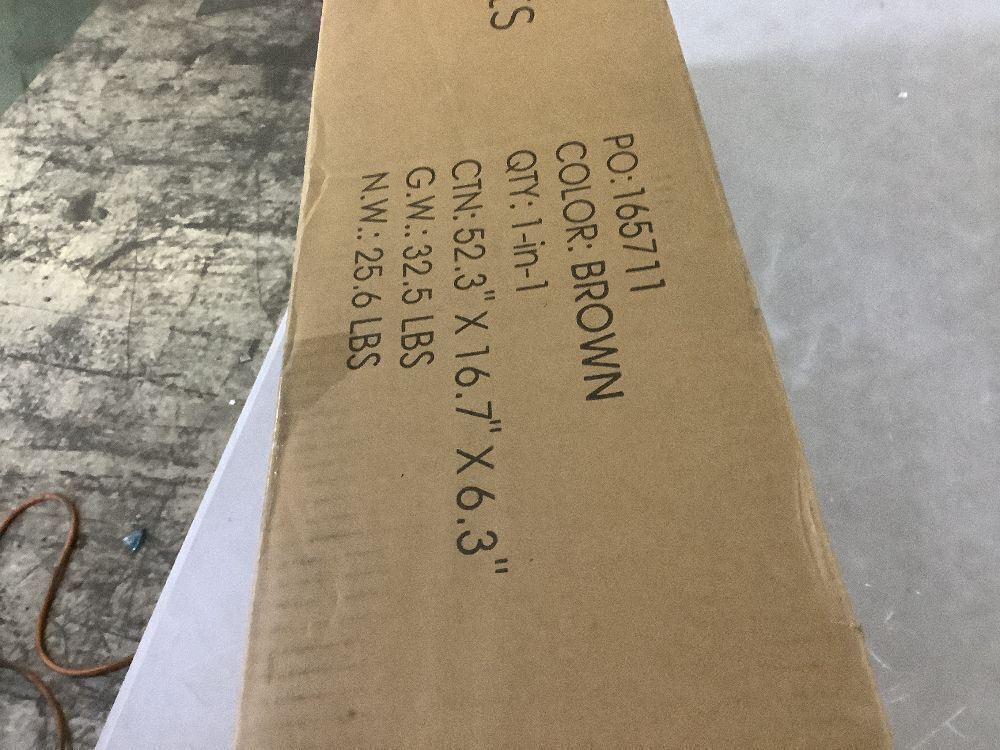 LS
PO:165711
COLOR: BROWN
QTY: 1-in-1
CTN: 52.3" X 16.7" X 6.3"
G.W.: 32.5 LBS
N.W.: 25.6 LBS